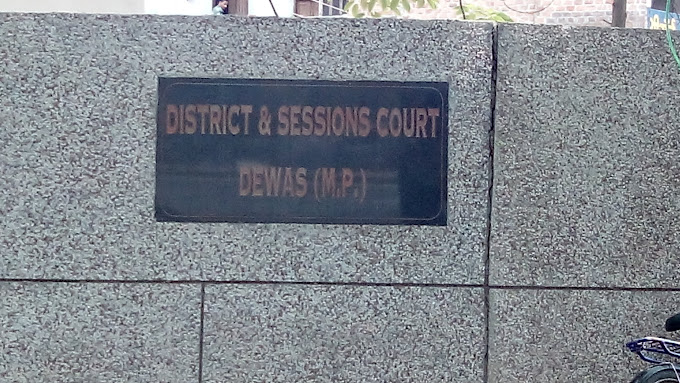 DISTRICT & SESSIONS COURT
DEWAS (M.P.)